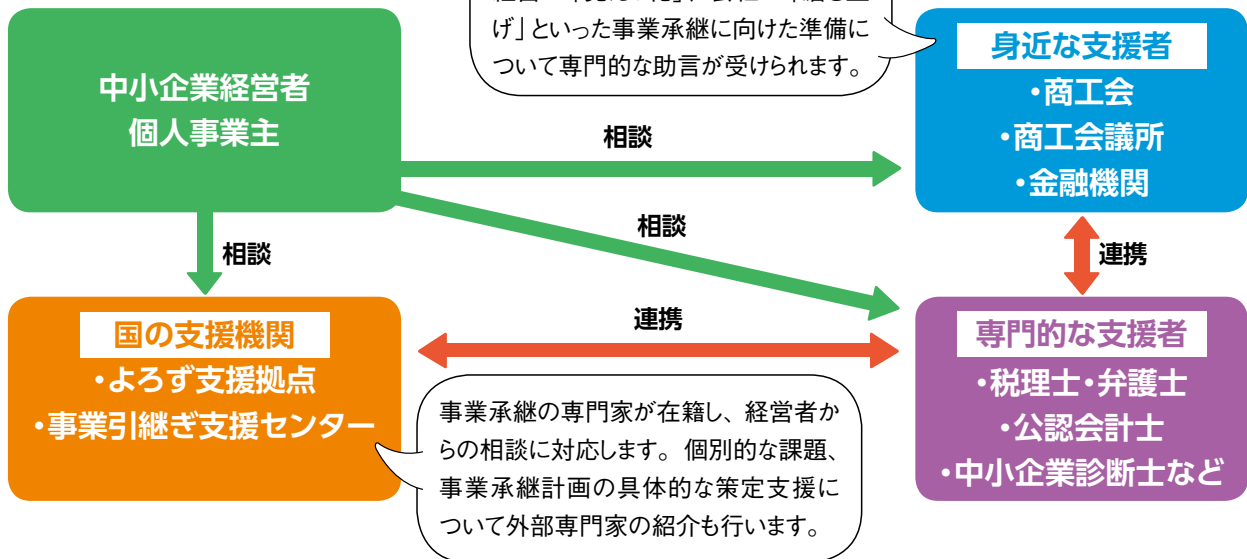 げ」といった事業承継に向けた準備に
ついて専門的な助言が受けられます。
中小企業経営者
個人事業主
身近な支援者
・商工会
・商工会議所
・金融機関
相談
相談
相談
連携
国の支援機関
・よろず支援拠点
・事業引継ぎ支援センター
連携
専門的な支援者
・税理士・弁護士
・公認会計士
・中小企業診断士など
事業承継の専門家が在籍し、経営者か
らの相談に対応します。個別的な課題、
事業承継計画の具体的な策定支援に
ついて外部専門家の紹介も行います。